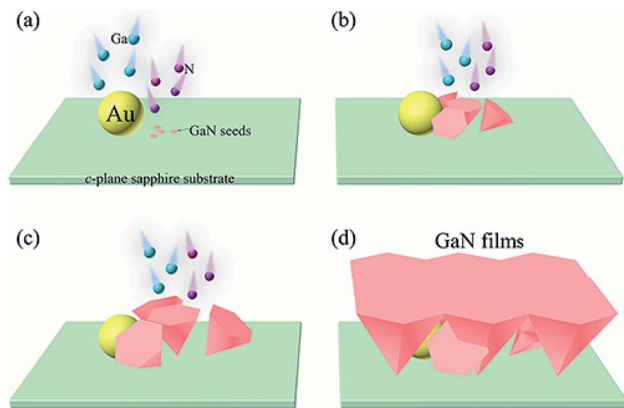 (a)
Ga
N
Au
GaN seeds
c-plane sapphire substrate
(b)
(c)
(d)
GaN films